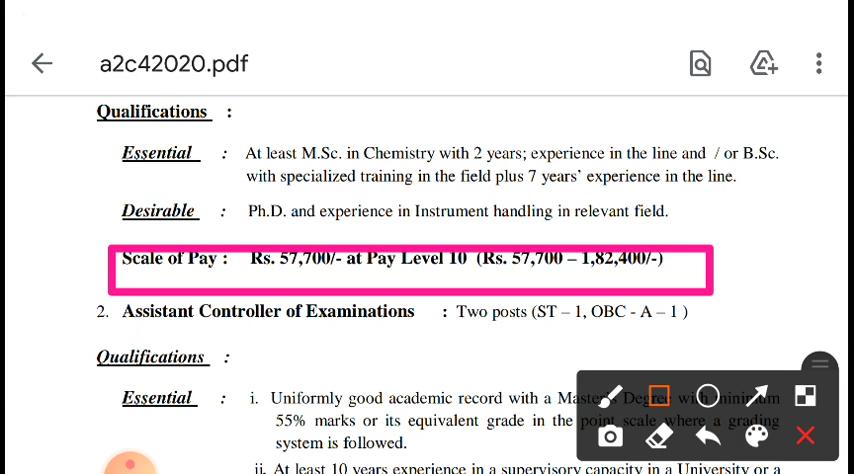 a2c42020.pdf
Qualifications :
Essential : At least M.Sc. in Chemistry with 2 years; experience in the line and / or B.Sc.
with specialized training in the field plus 7 years’ experience in the line.
Desirable : Ph.D. and experience in Instrument handling in relevant field.
Scale of Pay : Rs. 57,700/- at Pay Level 10 (Rs. 57,700 – 1,82,400/-)
2. Assistant Controller of Examinations : Two posts (ST – 1, OBC - A – 1 )
Qualifications :
Essential : i. Uniformly good academic record with a Master's Degree with minimum
55% marks or its equivalent grade in the point scale where a grading
system is followed.
ii. At least 10 years experience in a supervisory capacity in a University or a